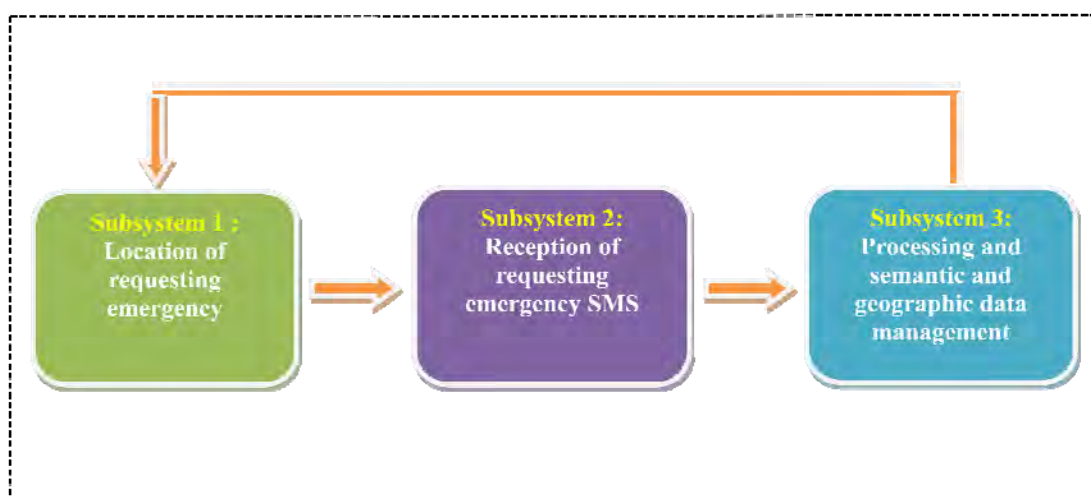 Subsystem 1 :
Location of
requesting
emergency
Subsystem 2:
Reception of
requesting
emergency SMS
Subsystem 3:
Processing and
semantic and
geographic data
management